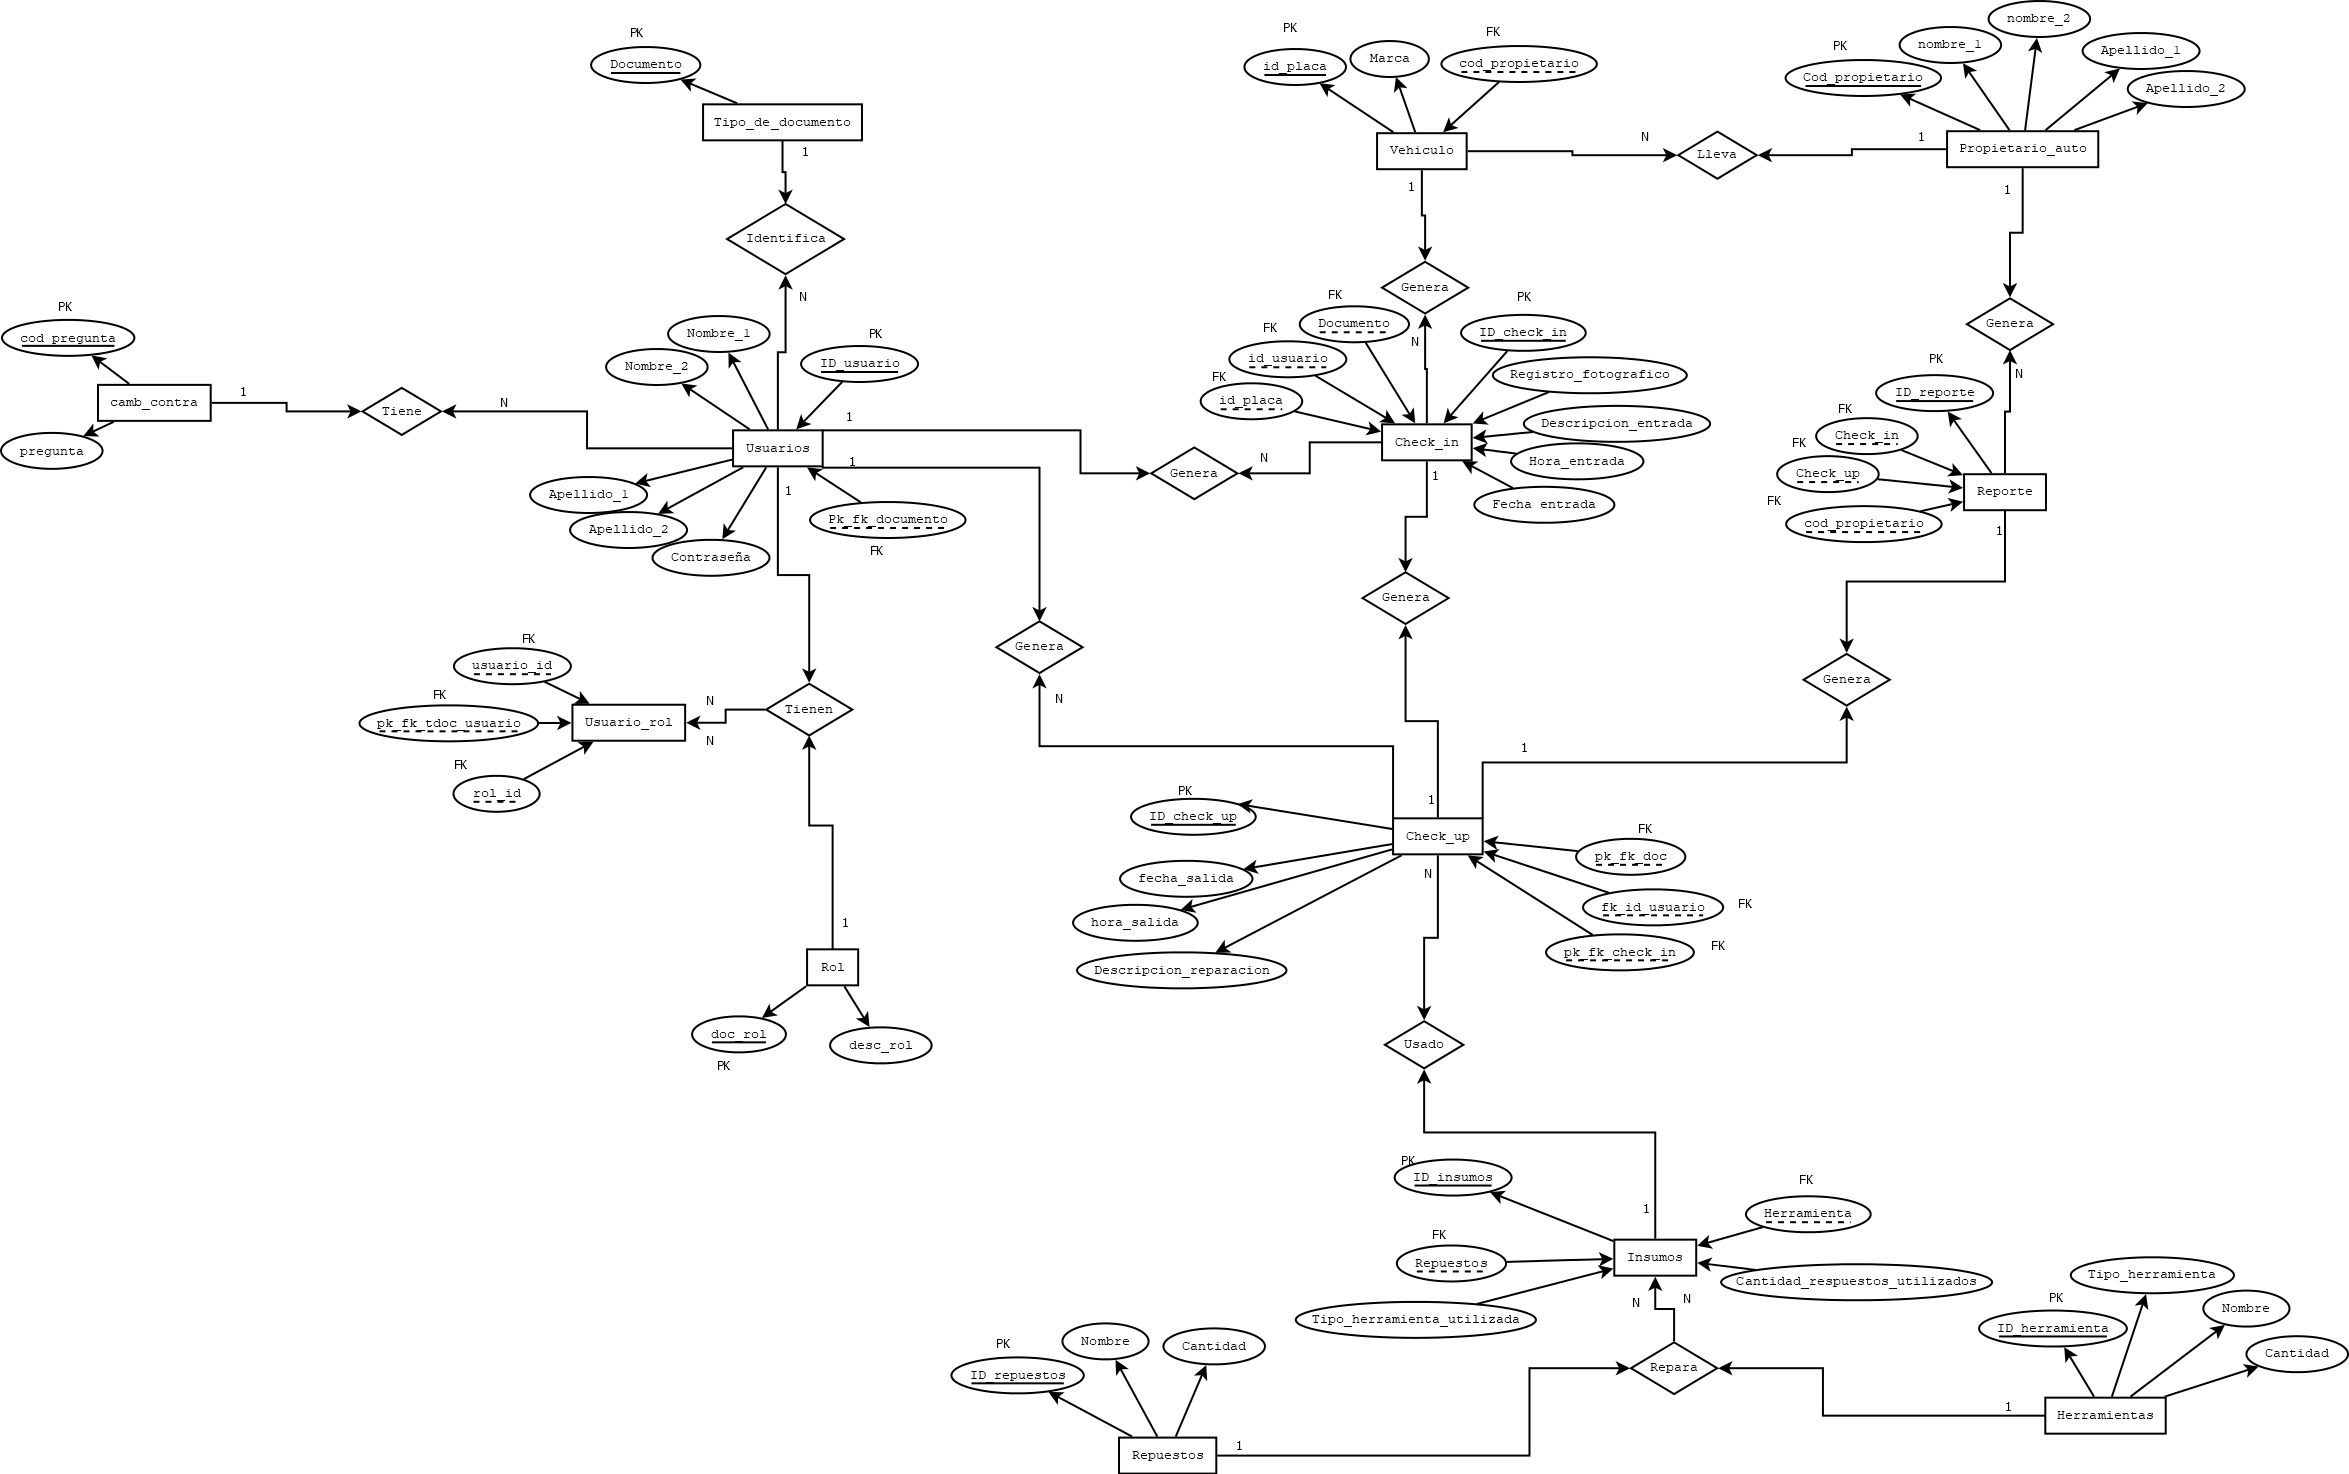 PK
Documento
Tipo_de_documento
1
Identifica
N
PK
cod_pregunta
camb_contra
pregunta
1
Tiene
N
Nombre_1
Nombre_2
PK
ID_usuario
Usuarios
1
1
1
Apellido_1
Apellido_2
Contraseña
Pk_fk_documento
FK
FK
usuario_id
FK
pk_fk_tdoc_usuario
FK
rol_id
Usuario_rol
N
N
Tienen
1
Rol
doc_rol
PK
desc_rol
Genera
N
Genera
N
PK
id_placa
Marca
FK
cod_propietario
Vehiculo
N
Lleva
1
1
Genera
N
PK
Cod_propietario
nombre_1
nombre_2
Apellido_1
Apellido_2
Propietario_auto
1
Genera
N
FK
Documento
FK
id_usuario
FK
id_placa
PK
ID_check_in
Registro_fotografico
Descripcion_entrada
Hora_entrada
Fecha entrada
Check_in
1
Genera
1
PK
ID_reporte
FK
Check_in
FK
Check_up
FK
cod_propietario
Reporte
1
Genera
1
PK
ID_check_up
fecha_salida
hora_salida
Descripcion_reparacion
Check_up
N
FK
pk_fk_doc
fk_id_usuario
FK
pk_fk_check_in
FK
Usado
1
PK
ID_insumos
FK
Repuestos
Tipo_herramienta_utilizada
Insumos
FK
Herramienta
Cantidad_respuestos_utilizados
N
N
Repara
PK
ID_repuestos
Nombre
Cantidad
Repuestos
1
PK
ID_herramienta
Tipo_herramienta
Nombre
Cantidad
Herramientas
1